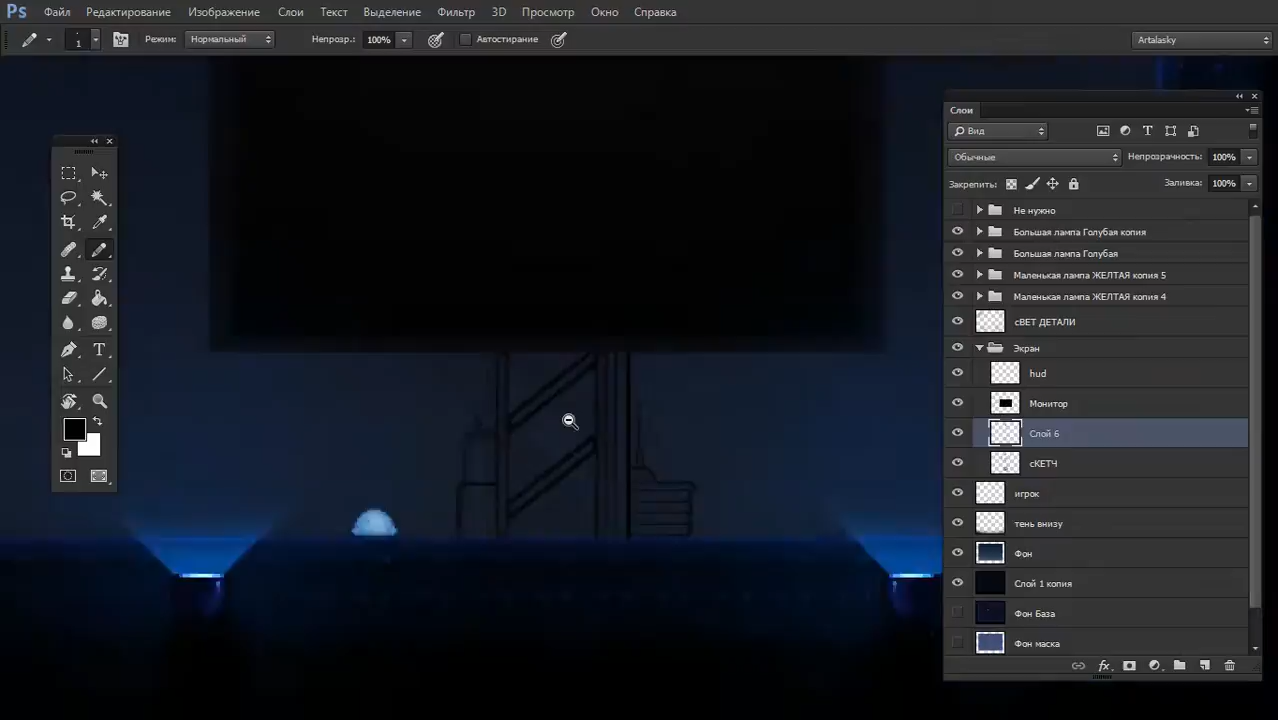 Ps Файл Редактирование Изображение Слои Текст Выделение Фильтр 3D Просмотр Окно Справка
1 Режим: Нормальный Непрозр.: 100% Автостирание Artalasky
Слои
Вид
Обычные Непрозрачность: 100%
Закрепить: Заливка: 100%
Не нужно
Большая лампа Голубая копия
Большая лампа Голубая
Маленькая лампа ЖЕЛТАЯ копия 5
Маленькая лампа ЖЕЛТАЯ копия 4
сВЕТ ДЕТАЛИ
Экран
hud
Монитор
Слой 6
сКЕТЧ
игрок
тень внизу
Фон
Слой 1 копия
Фон База
Фон маска